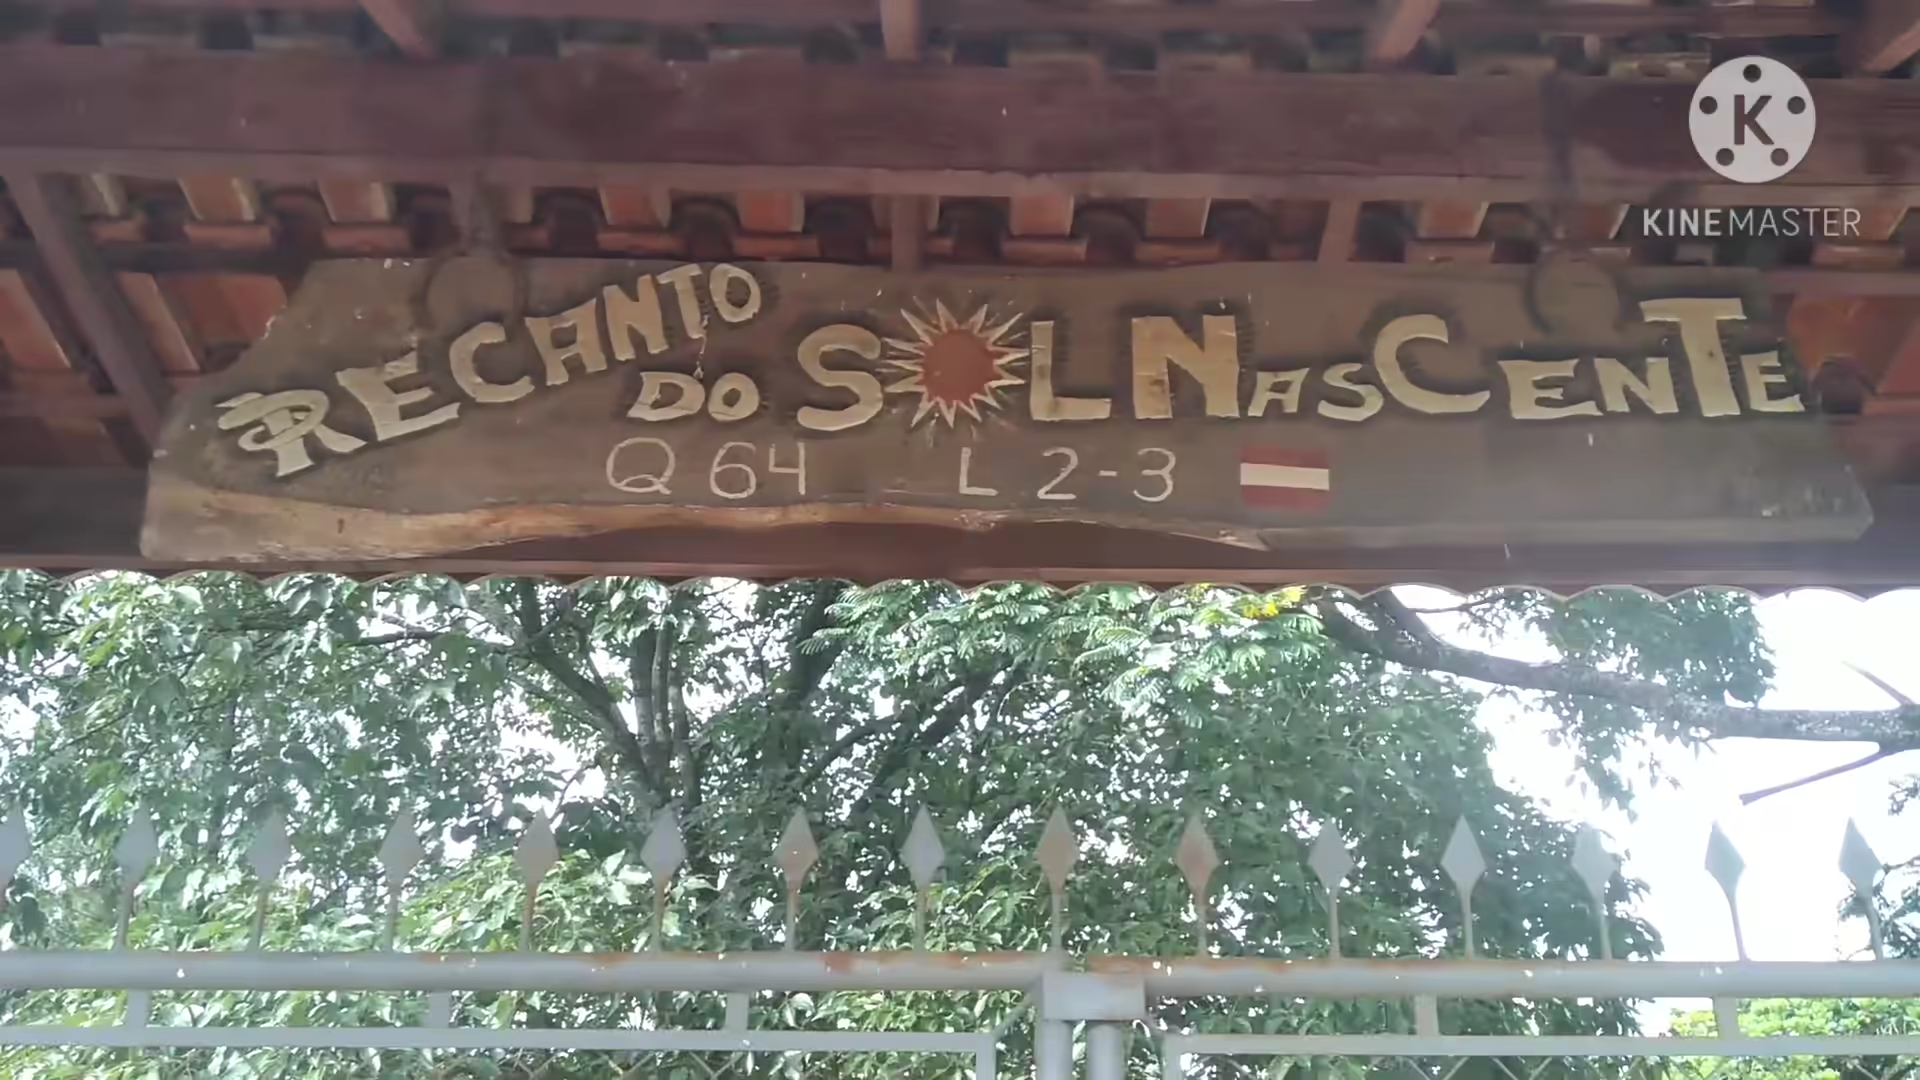 RECANTO
DO SOL NASCENTE
Q 64 L 2-3
K
KINEMASTER